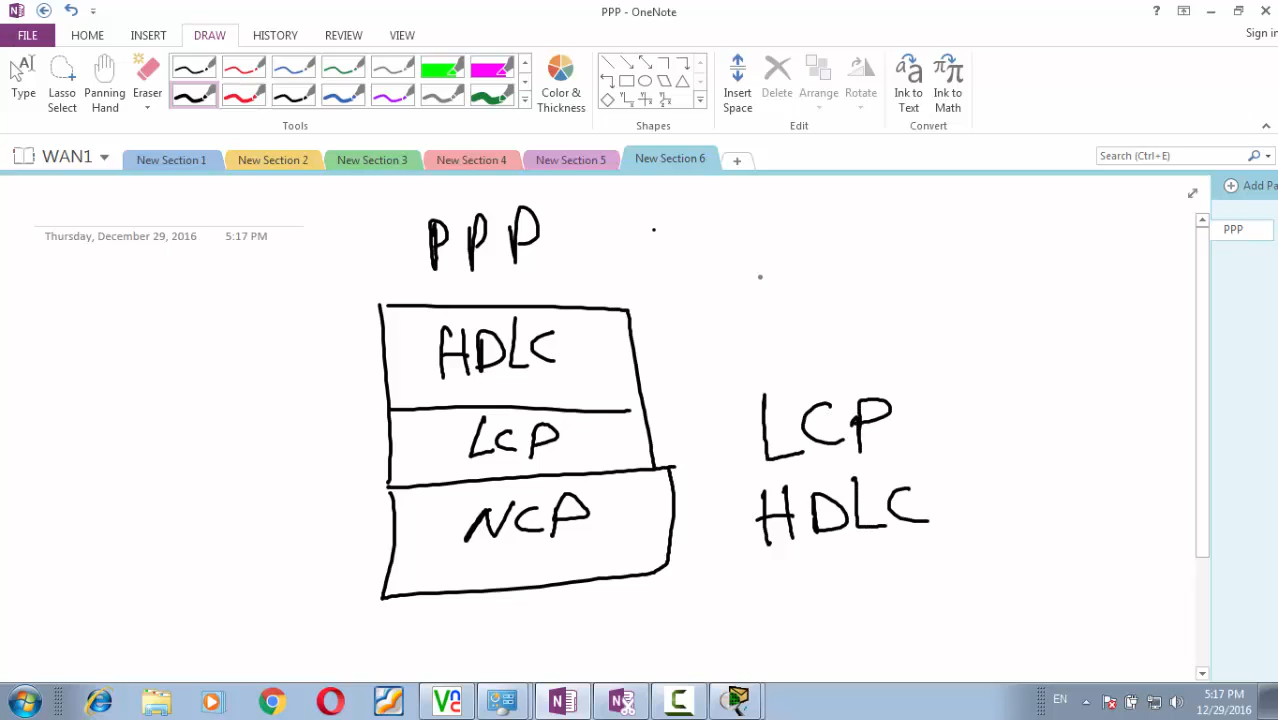 PPP - OneNote
?
Sign in
FILE HOME INSERT DRAW HISTORY REVIEW VIEW
Type Lasso Select Panning Hand Eraser Color & Thickness Insert Space Delete Arrange Rotate Ink to Text Ink to Math
Tools Shapes Edit Convert
WAN1 New Section 1 New Section 2 New Section 3 New Section 4 New Section 5 New Section 6 Search (Ctrl+E)
Add Pa
PPP
Thursday, December 29, 2016 5:17 PM
PPP
HDLC
LCP
NCP
LCP
HDLC
EN 5:17 PM
12/29/2016